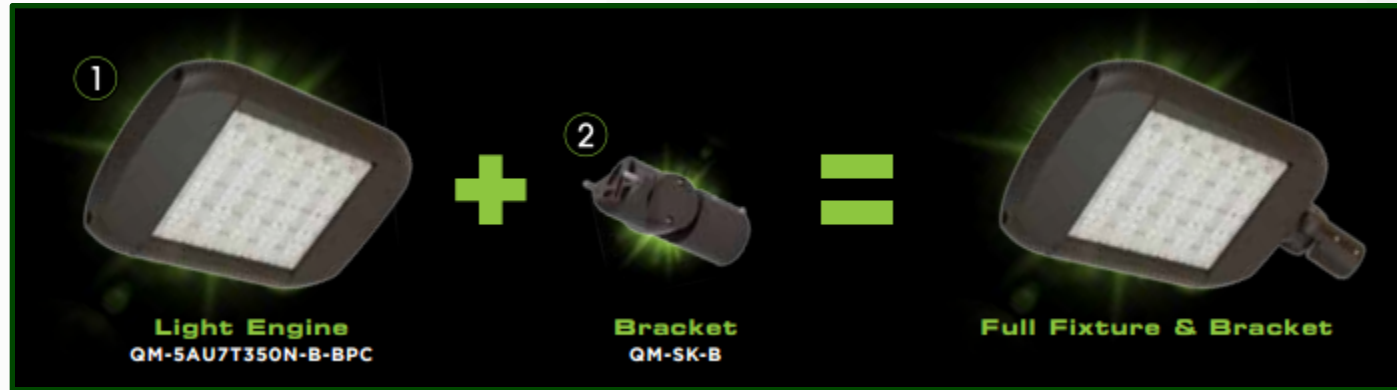 1
2
Light Engine
QM-5AU7T350N-B-BPC
Bracket
QM-SK-B
Full Fixture & Bracket